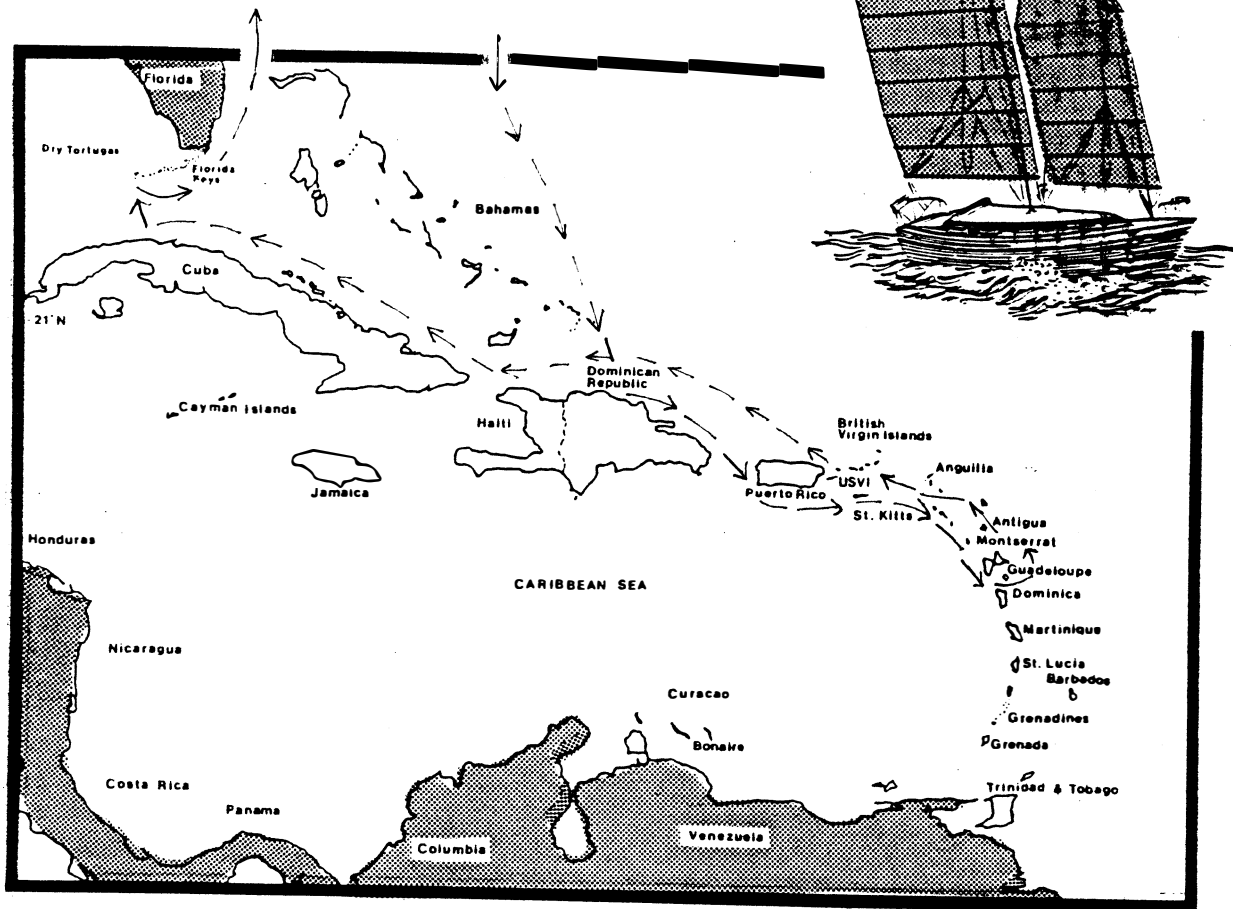 Florida
Dry Tortugas
Florida
Keys
Bahamas
Cuba
21°N
Dominican
Republic
Cayman Islands
Haiti
British
Virgin Islands
Anguilla
Jamaica
Puerto Rico
USVI
St. Kitts
Antigua
Montserrat
Honduras
Guadeloupe
CARIBBEAN SEA
Dominica
Martinique
Nicaragua
St. Lucia
Barbados
Curacao
Grenadines
Bonaire
Grenada
Costa Rica
Trinidad & Tobago
Panama
Columbia
Venezuela